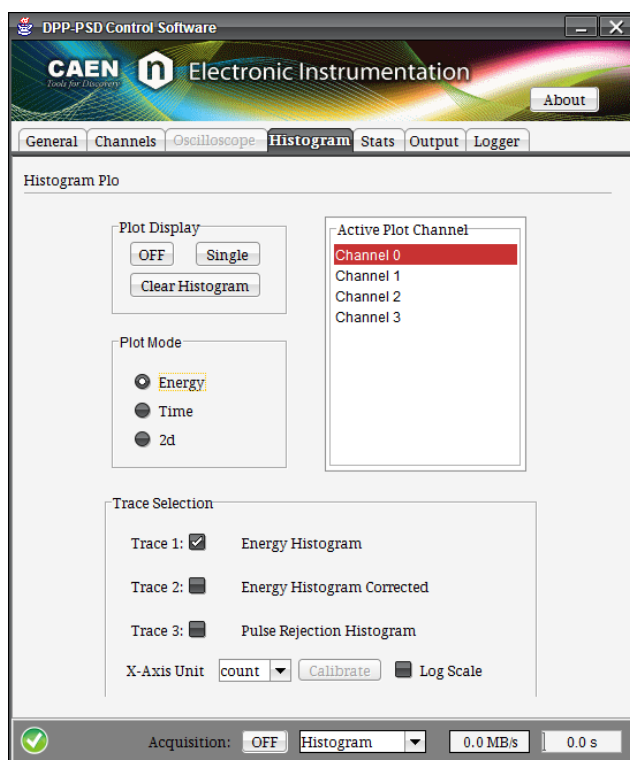 DPP-PSD Control Software
CAEN n Electronic Instrumentation
Tools for Discovery
About
General Channels Oscilloscope Histogram Stats Output Logger
Histogram Plo
Plot Display
OFF Single
Clear Histogram
Active Plot Channel
Channel 0
Channel 1
Channel 2
Channel 3
Plot Mode
Energy
Time
2d
Trace Selection
Trace 1: Energy Histogram
Trace 2: Energy Histogram Corrected
Trace 3: Pulse Rejection Histogram
X-Axis Unit count Calibrate Log Scale
Acquisition: OFF Histogram 0.0 MB/s 0.0 s